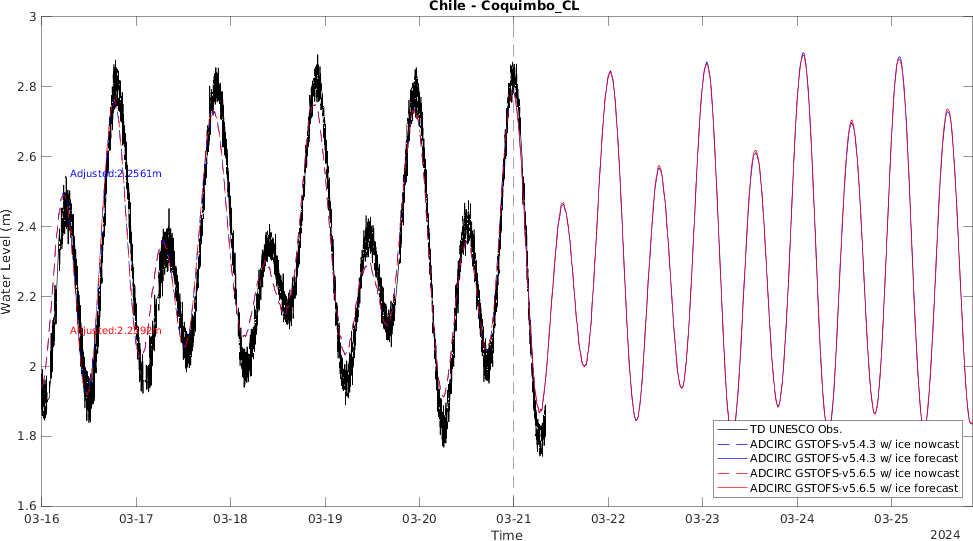 Chile - Coquimbo_CL
3
2.8
2.6
2.4
2.2
2
1.8
1.6
Water Level (m)
Adjusted:2.2561m
03-16
03-17
03-18
03-19
03-20
03-21
03-22
03-23
03-24
03-25
Time
2024
TD UNESCO Obs.
ADCIRC GSTOFS-v5.4.3 w/ ice nowcast
ADCIRC GSTOFS-v5.4.3 w/ ice forecast
ADCIRC GSTOFS-v5.6.5 w/ ice nowcast
ADCIRC GSTOFS-v5.6.5 w/ ice forecast